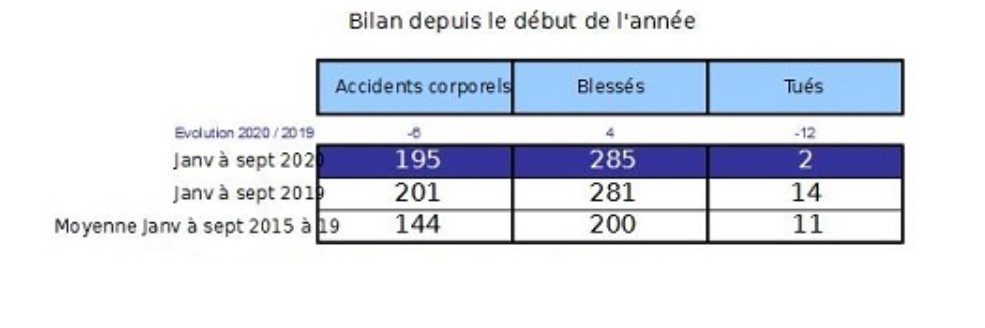 Bilan depuis le début de l'année
Accidents corporels Blessés Tués
Evolution 2020 / 2019 -6 4 -12
Janv à sept 2020 195 285 2
Janv à sept 2019 201 281 14
Moyenne Janv à sept 2015 à 19 144 200 11